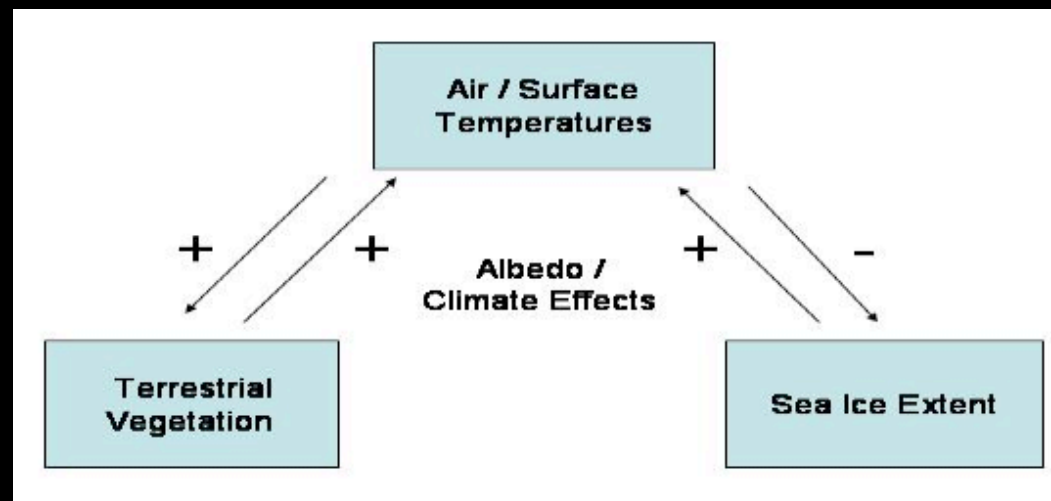 Air / Surface
Temperatures
+
+
Albedo /
Climate Effects
+
-
Terrestrial
Vegetation
Sea Ice Extent